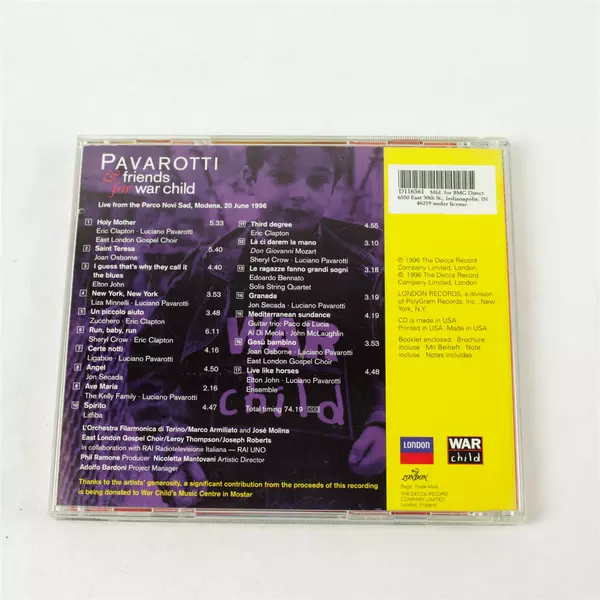 PAVAROTTI
& friends
for war child
Live from the Parco Novi Sad, Modena, 20 June 1996
1 Holy Mother 5.33
Eric Clapton · Luciano Pavarotti
East London Gospel Choir
2 Saint Teresa 5.40
Joan Osborne
3 I guess that's why they call it 4.40
the blues
Elton John
4 New York, New York 3.53
Liza Minnelli · Luciano Pavarotti
5 Un piccolo aiuto 3.48
Zucchero · Eric Clapton
6 Run, baby, run 6.11
Sheryl Crow · Eric Clapton
7 Certe notti 4.16
Ligabue · Luciano Pavarotti
8 Angel 4.50
Jon Secada
9 Ave Maria 2.16
The Kelly Family · Luciano Pavarotti
10 Spirito 4.47
Litfiba
11 Third degree 4.55
Eric Clapton
12 Là ci darem la mano 3.10
Don Giovanni Mozart
Sheryl Crow · Luciano Pavarotti
13 Le ragazze fanno grandi sogni 3.18
Edoardo Bennato
Solis String Quartet
14 Granada 3.19
Jon Secada · Luciano Pavarotti
15 Mediterranean sundance 4.19
Guitar trio: Paco de Lucia
Al Di Meola · John McLaughlin
16 Gesù bambino 3.53
Joan Osborne · Luciano Pavarotti
East London Gospel Choir
17 Live like horses 4.48
Elton John · Luciano Pavarotti
Ensemble
Total timing 74.19 DDD
WAR
child
L'Orchestra Filarmonica di Torino/Marco Armiliato and José Molina
East London Gospel Choir/Leroy Thompson/Joseph Roberts
In collaboration with RAI Radiotelevisione Italiana — RAI UNO
Phil Ramone Producer Nicoletta Mantovani Artistic Director
Adolfo Bardoni Project Manager
Thanks to the artists' generosity, a significant contribution from the proceeds of this recording
is being donated to War Child's Music Centre in Mostar
D116561 Mfd. for BMG Direct
6550 East 30th St., Indianapolis, IN
46219 under license
℗ 1996 The Decca Record
Company Limited, London
© 1996 The Decca Record
Company Limited, London
LONDON RECORDS, a division
of PolyGram Records, Inc., New
York, N.Y.
CD is made in USA
Printed in USA. Made in USA
Booklet enclosed · Brochure
incluse · Mit Beiheft · Note
incluse · Notas incluidas
LONDON
WAR
child
LONDON
Regis. Trade Mark
THE DECCA RECORD
COMPANY LIMITED
London, England